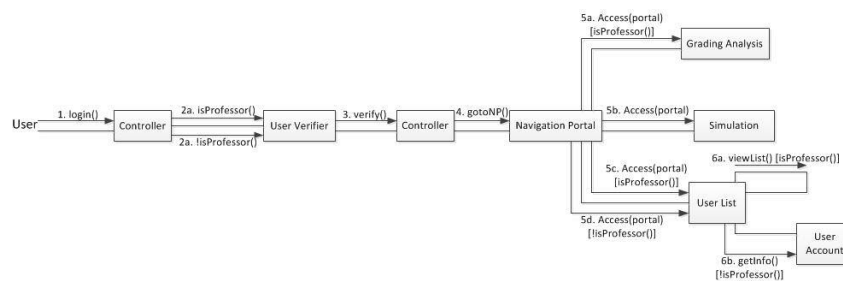 5a. Access(portal)
[isProfessor()]
Grading Analysis
User
1. login()
Controller
2a. isProfessor()
2a. !isProfessor()
User Verifier
3. verify()
Controller
4. gotoNP()
Navigation Portal
5b. Access(portal)
Simulation
5c. Access(portal)
[isProfessor()]
5d. Access(portal)
[!isProfessor()]
User List
6a. viewList() [isProfessor()]
6b. getInfo()
[!isProfessor()]
User
Account